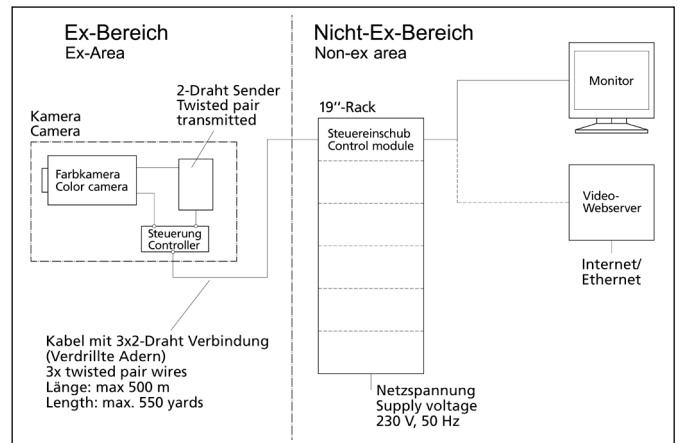 Ex-Bereich
Ex-Area
Nicht-Ex-Bereich
Non-ex area
2-Draht Sender
Twisted pair
transmitted
Kamera
Camera
Farbkamera
Color camera
Steuerung
Controller
19‘‘-Rack
Steuereinschub
Control module
Monitor
Video-
Webserver
Internet/
Ethernet
Kabel mit 3x2-Draht Verbindung
(Verdrillte Adern)
3x twisted pair wires
Länge: max 500 m
Length: max. 550 yards
Netzspannung
Supply voltage
230 V, 50 Hz